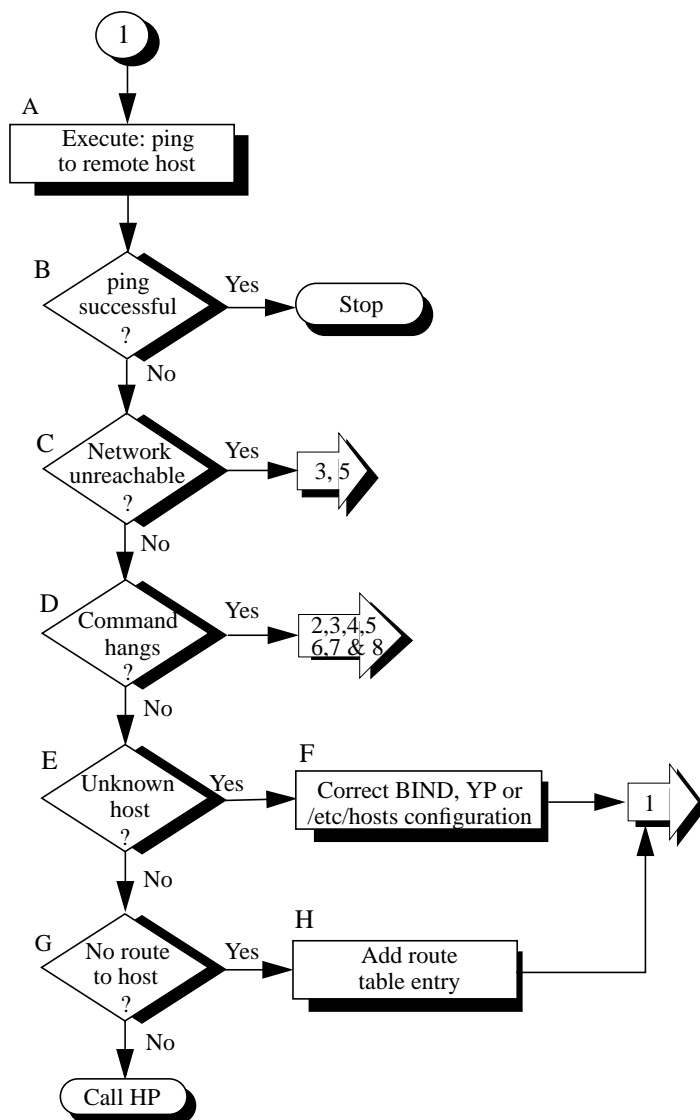 1
A
Execute: ping
to remote host
B
ping
successful
?
Yes
Stop
No
C
Network
unreachable
?
Yes
3, 5
No
D
Command
hangs
?
Yes
2,3,4,5
6,7 & 8
No
E
Unknown
host
?
Yes
F
Correct BIND, YP or
/etc/hosts configuration
1
No
G
No route
to host
?
Yes
H
Add route
table entry
No
Call HP